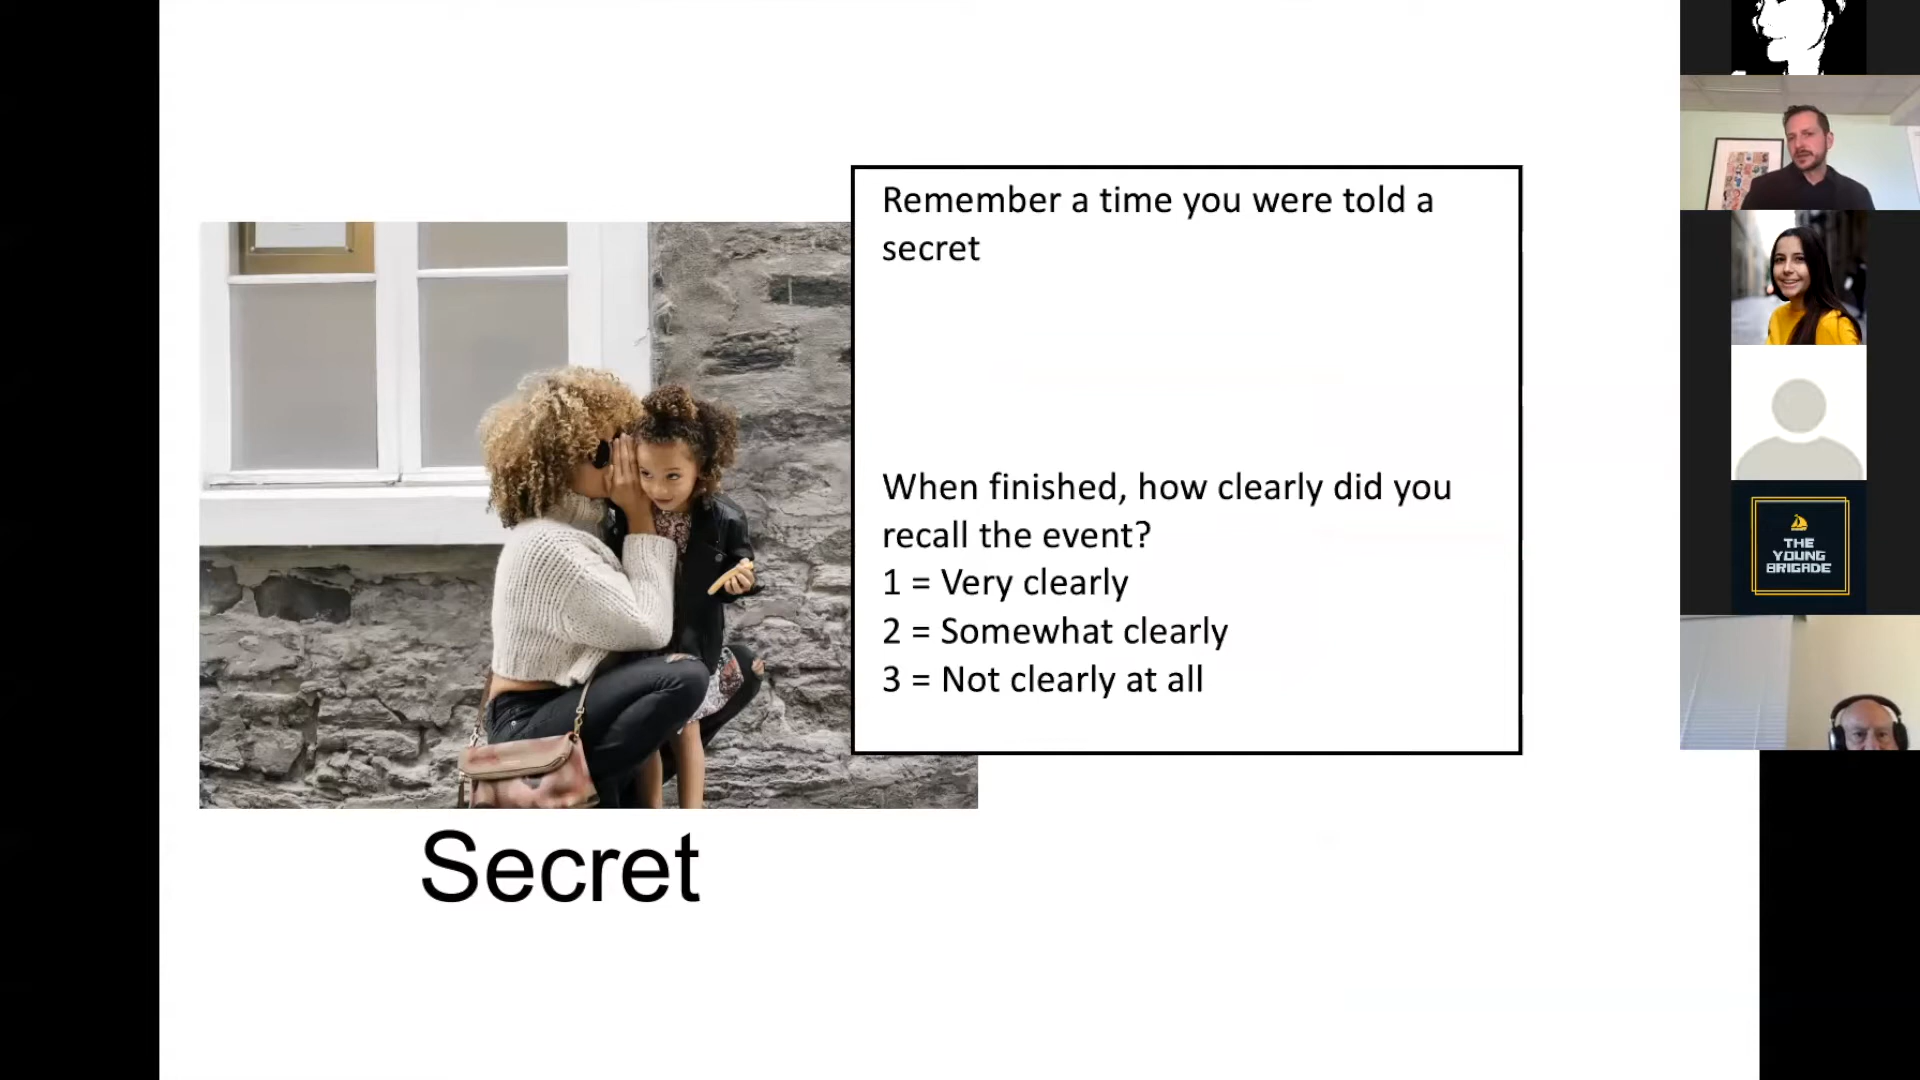 Remember a time you were told a
secret
When finished, how clearly did you
recall the event?
1 = Very clearly
2 = Somewhat clearly
3 = Not clearly at all
Secret
THE
YOUNG
BRIGADE